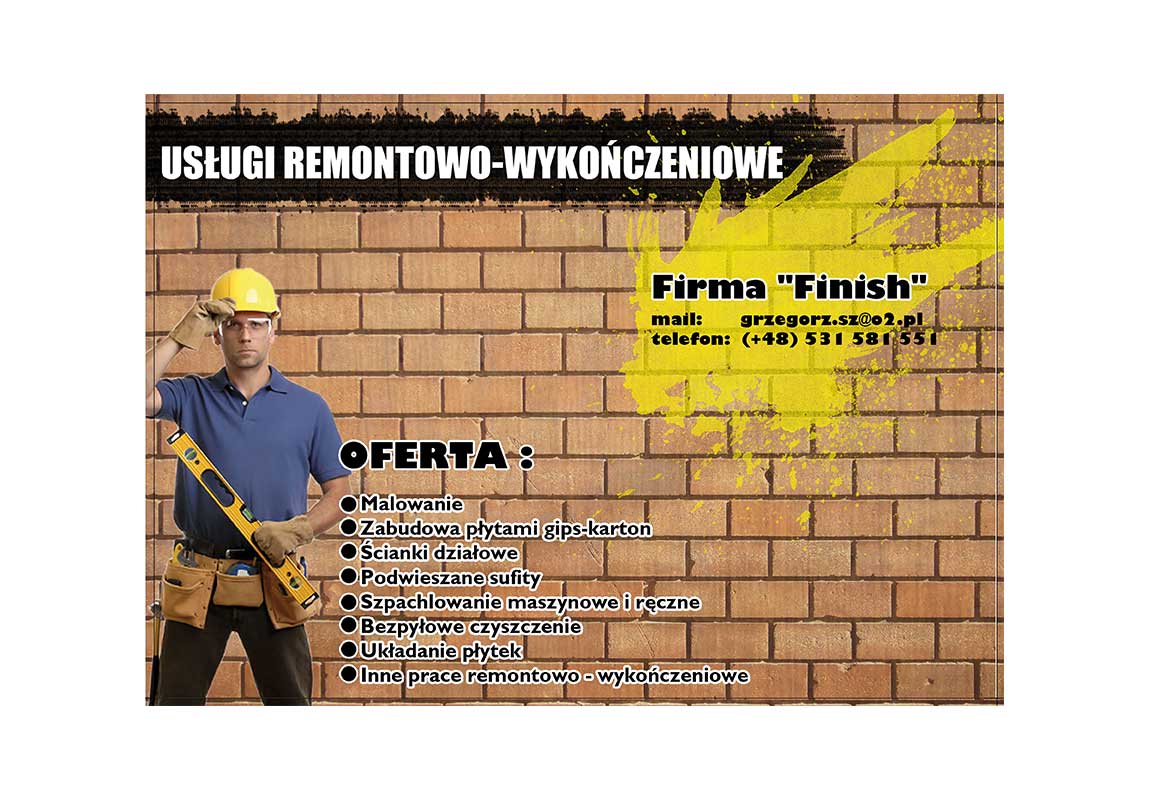 USŁUGI REMONTOWO-WYKOŃCZENIOWE
Firma "Finish"
mail: grzegorz.sz@o2.pl
telefon: (+48) 531 581 551
OFERTA :
● Malowanie
● Zabudowa płytami gips-karton
● Ścianki działowe
● Podwieszane sufity
● Szpachlowanie maszynowe i ręczne
● Bezpyłowe czyszczenie
● Układanie płytek
● Inne prace remontowo - wykończeniowe